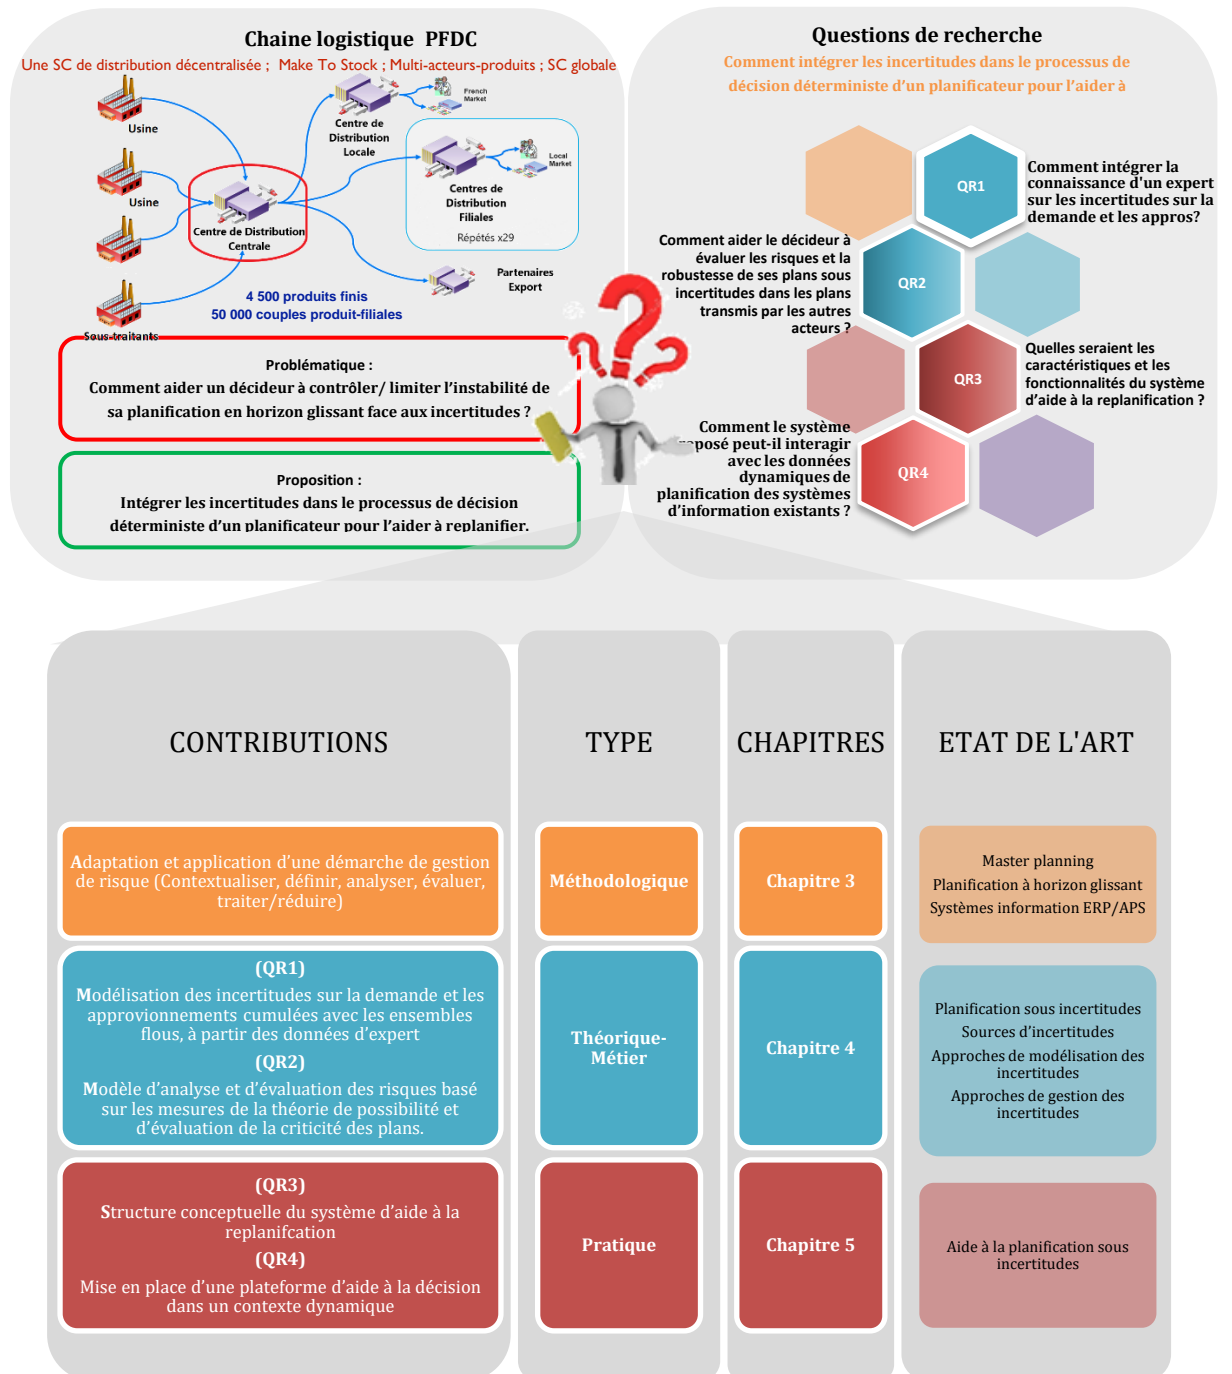 Chaine logistique PFDC
Une SC de distribution décentralisée ; Make To Stock ; Multi-acteurs-produits ; SC globale
Usine
Usine
Sous-traitants
Centre de Distribution
Centrale
Centre de
Distribution
Locale
French
Market
Centres de
Distribution
Filiales
Répétés x29
Local
Market
Partenaires
Export
4 500 produits finis
50 000 couples produit-filiales
Problématique :
Comment aider un décideur à contrôler/ limiter l’instabilité de
sa planification en horizon glissant face aux incertitudes ?
Proposition :
Intégrer les incertitudes dans le processus de décision
déterministe d’un planificateur pour l’aider à replanifier.
Questions de recherche
Comment intégrer les incertitudes dans le processus de
décision déterministe d’un planificateur pour l’aider à
QR1
Comment intégrer la
connaissance d'un expert
sur les incertitudes sur la
demande et les appros?
Comment aider le décideur à
évaluer les risques et la
robustesse de ses plans sous
incertitudes dans les plans
transmis par les autres
acteurs ?
QR2
QR3
Quelles seraient les
caractéristiques et les
fonctionnalités du système
d’aide à la replanification ?
Comment le système
posé peut-il interagir
avec les données
dynamiques de
planification des systèmes
d’information existants ?
QR4
CONTRIBUTIONS
TYPE
CHAPITRES
ETAT DE L'ART
Adaptation et application d’une démarche de gestion
de risque (Contextualiser, définir, analyser, évaluer,
traiter/réduire)
Méthodologique
Chapitre 3
Master planning
Planification à horizon glissant
Systèmes information ERP/APS
(QR1)
Modélisation des incertitudes sur la demande et les
approvionnements cumulées avec les ensembles
flous, à partir des données d’expert
(QR2)
Modèle d’analyse et d’évaluation des risques basé
sur les mesures de la théorie de possibilité et
d’évaluation de la criticité des plans.
Théorique-
Métier
Chapitre 4
Planification sous incertitudes
Sources d’incertitudes
Approches de modélisation des
incertitudes
Approches de gestion des
incertitudes
(QR3)
Structure conceptuelle du système d’aide à la
replanifcation
(QR4)
Mise en place d’une plateforme d’aide à la décision
dans un contexte dynamique
Pratique
Chapitre 5
Aide à la planification sous
incertitudes